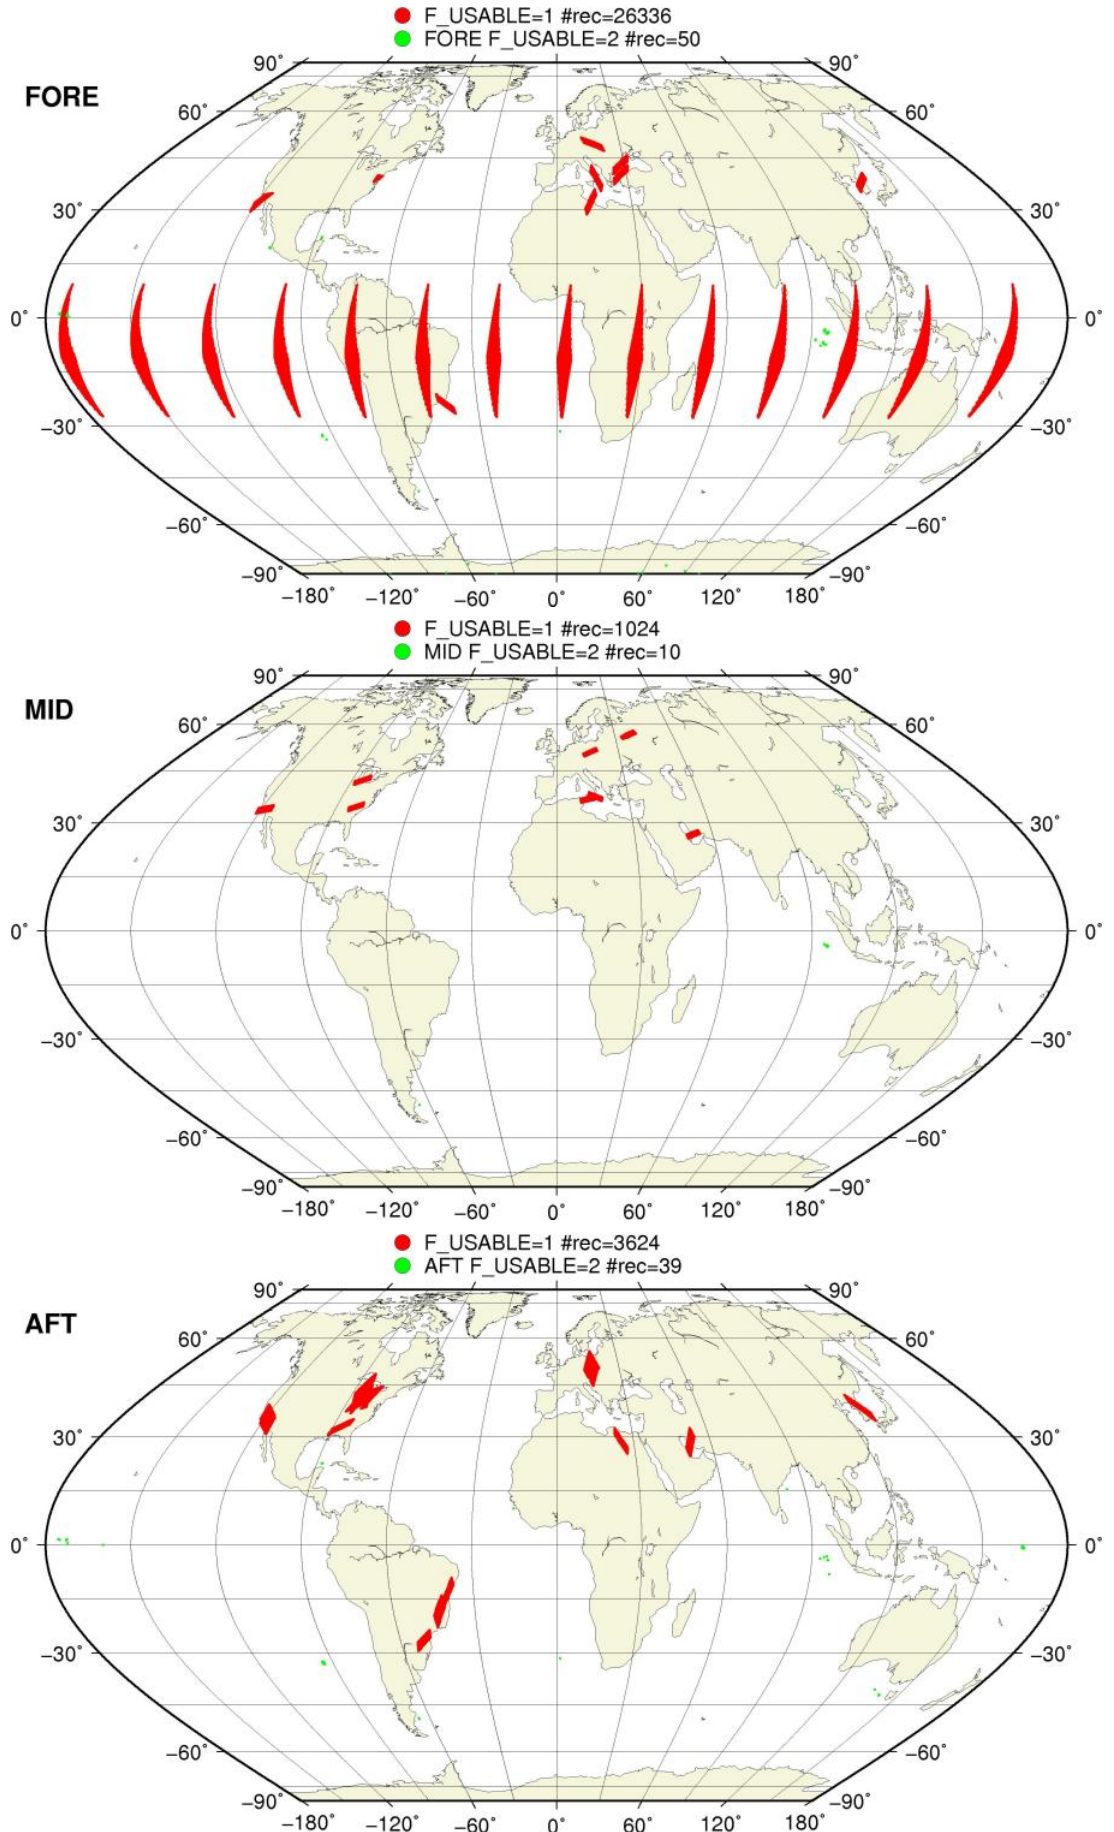 F_USABLE=1 #rec=26336
FORE F_USABLE=2 #rec=50
FORE
90° 90°
60° 60°
30° 30°
0° 0°
−30° −30°
−60° −60°
−90° −90°
−180° −120° −60° 0° 60° 120° 180°
F_USABLE=1 #rec=1024
MID F_USABLE=2 #rec=10
MID
90° 90°
60° 60°
30° 30°
0° 0°
−30° −30°
−60° −60°
−90° −90°
−180° −120° −60° 0° 60° 120° 180°
F_USABLE=1 #rec=3624
AFT F_USABLE=2 #rec=39
AFT
90° 90°
60° 60°
30° 30°
0° 0°
−30° −30°
−60° −60°
−90° −90°
−180° −120° −60° 0° 60° 120° 180°